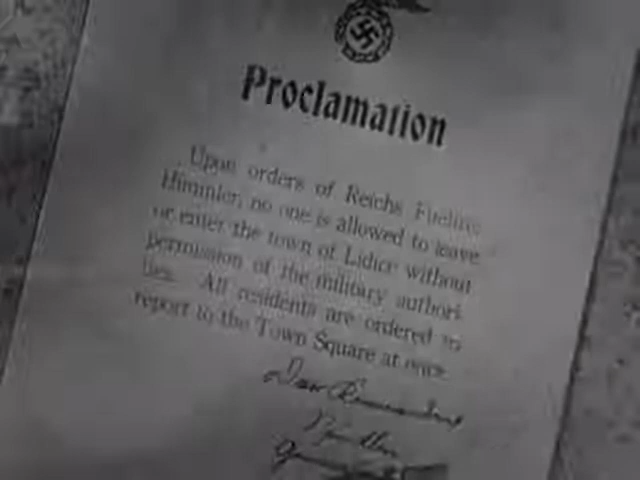 Proclamation
Upon orders of Reichs Fuehrer
Himmler, no one is allowed to leave
or enter the town of Lidice without
permission of the military authori-
ties. All residents are ordered to
report to the Town Square at once.